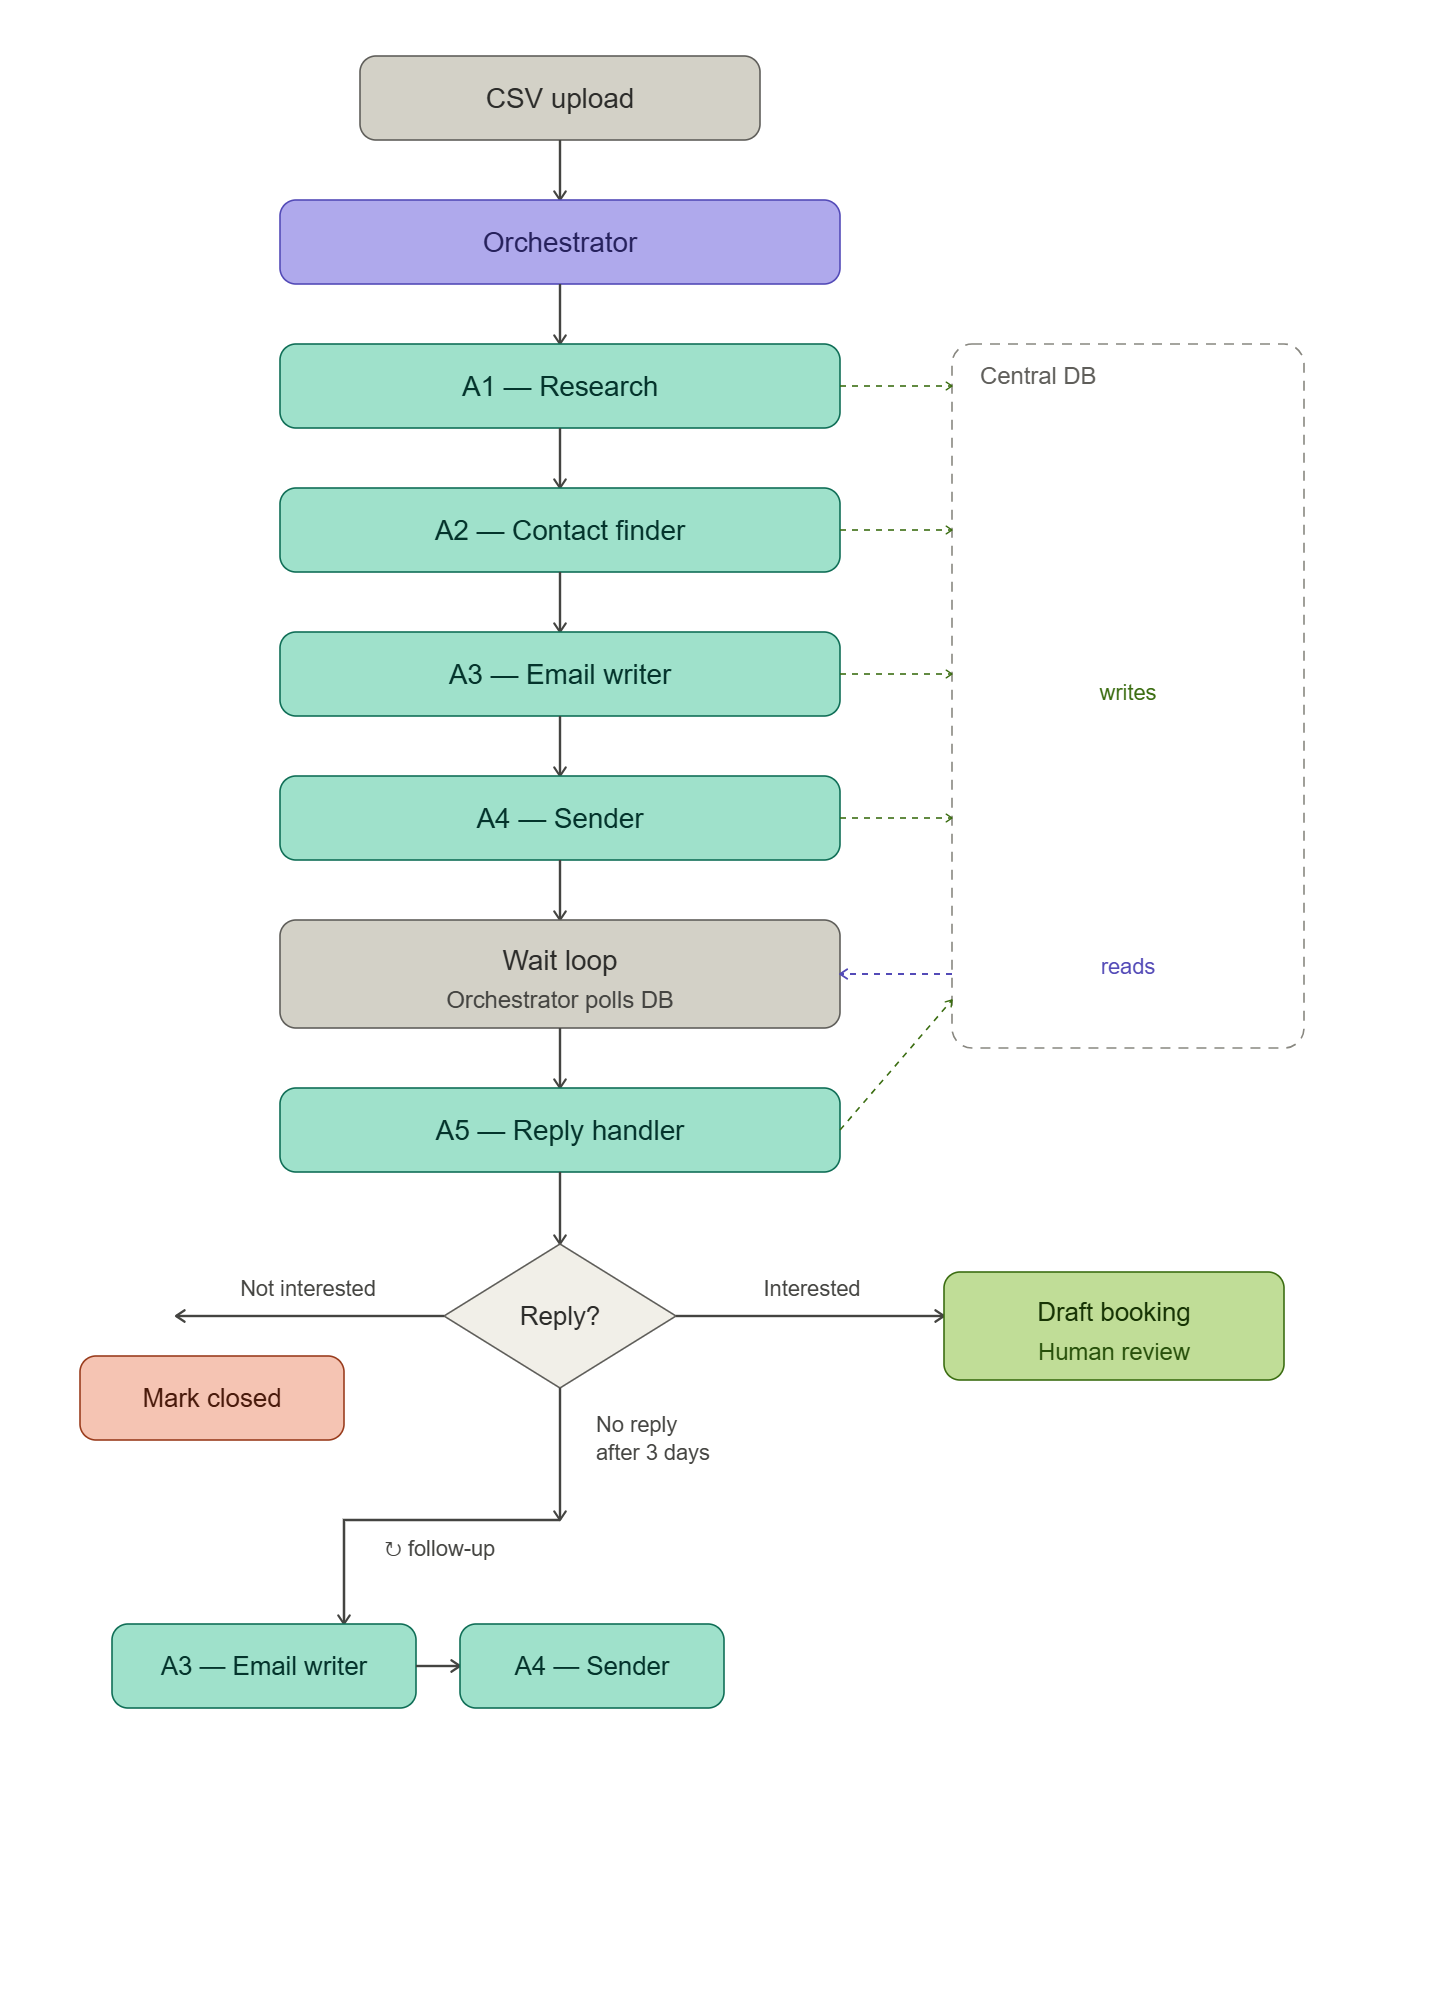 CSV upload
Orchestrator
A1 — Research
Central DB
A2 — Contact finder
A3 — Email writer
writes
A4 — Sender
Wait loop
Orchestrator polls DB
reads
A5 — Reply handler
Not interested
Reply?
Interested
Draft booking
Human review
Mark closed
No reply
after 3 days
↻ follow-up
A3 — Email writer
A4 — Sender